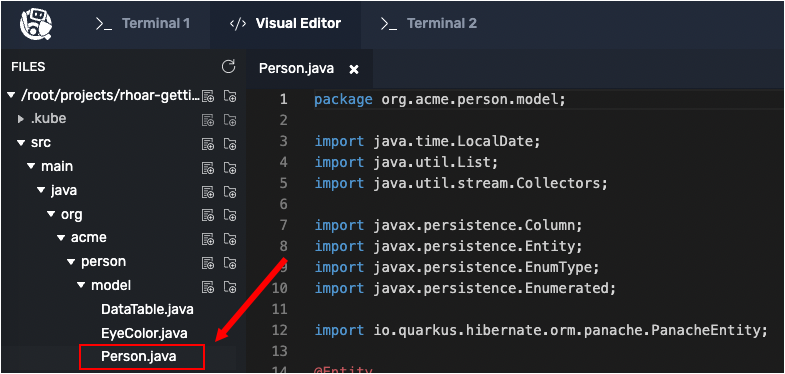 Terminal 1
</> Visual Editor
Terminal 2
FILES
Person.java x
/root/projects/rhoar-getti...
.kube
src
main
java
org
acme
person
model
DataTable.java
EyeColor.java
Person.java
1 package org.acme.person.model;
2
3 import java.time.LocalDate;
4 import java.util.List;
5 import java.util.stream.Collectors;
6
7 import javax.persistence.Column;
8 import javax.persistence.Entity;
9 import javax.persistence.EnumType;
10 import javax.persistence.Enumerated;
11
12 import io.quarkus.hibernate.orm.panache.PanacheEntity;
13
14 @Entity